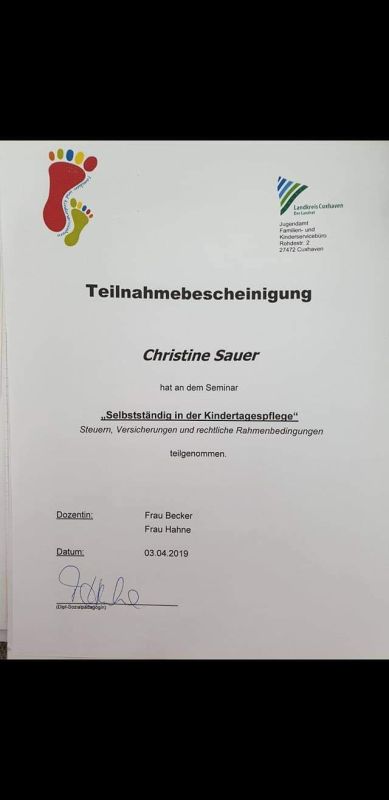 Landkreis Cuxhaven
Der Landrat
Jugendamt
Familien- und
Kinderservicebüro
Rohdestr. 2
27472 Cuxhaven
Teilnahmebescheinigung
Christine Sauer
hat an dem Seminar
„Selbstständig in der Kindertagespflege"
Steuern, Versicherungen und rechtliche Rahmenbedingungen
teilgenommen.
Dozentin: Frau Becker
Frau Hahne
Datum: 03.04.2019
(Dipl-Sozialpädagogin)